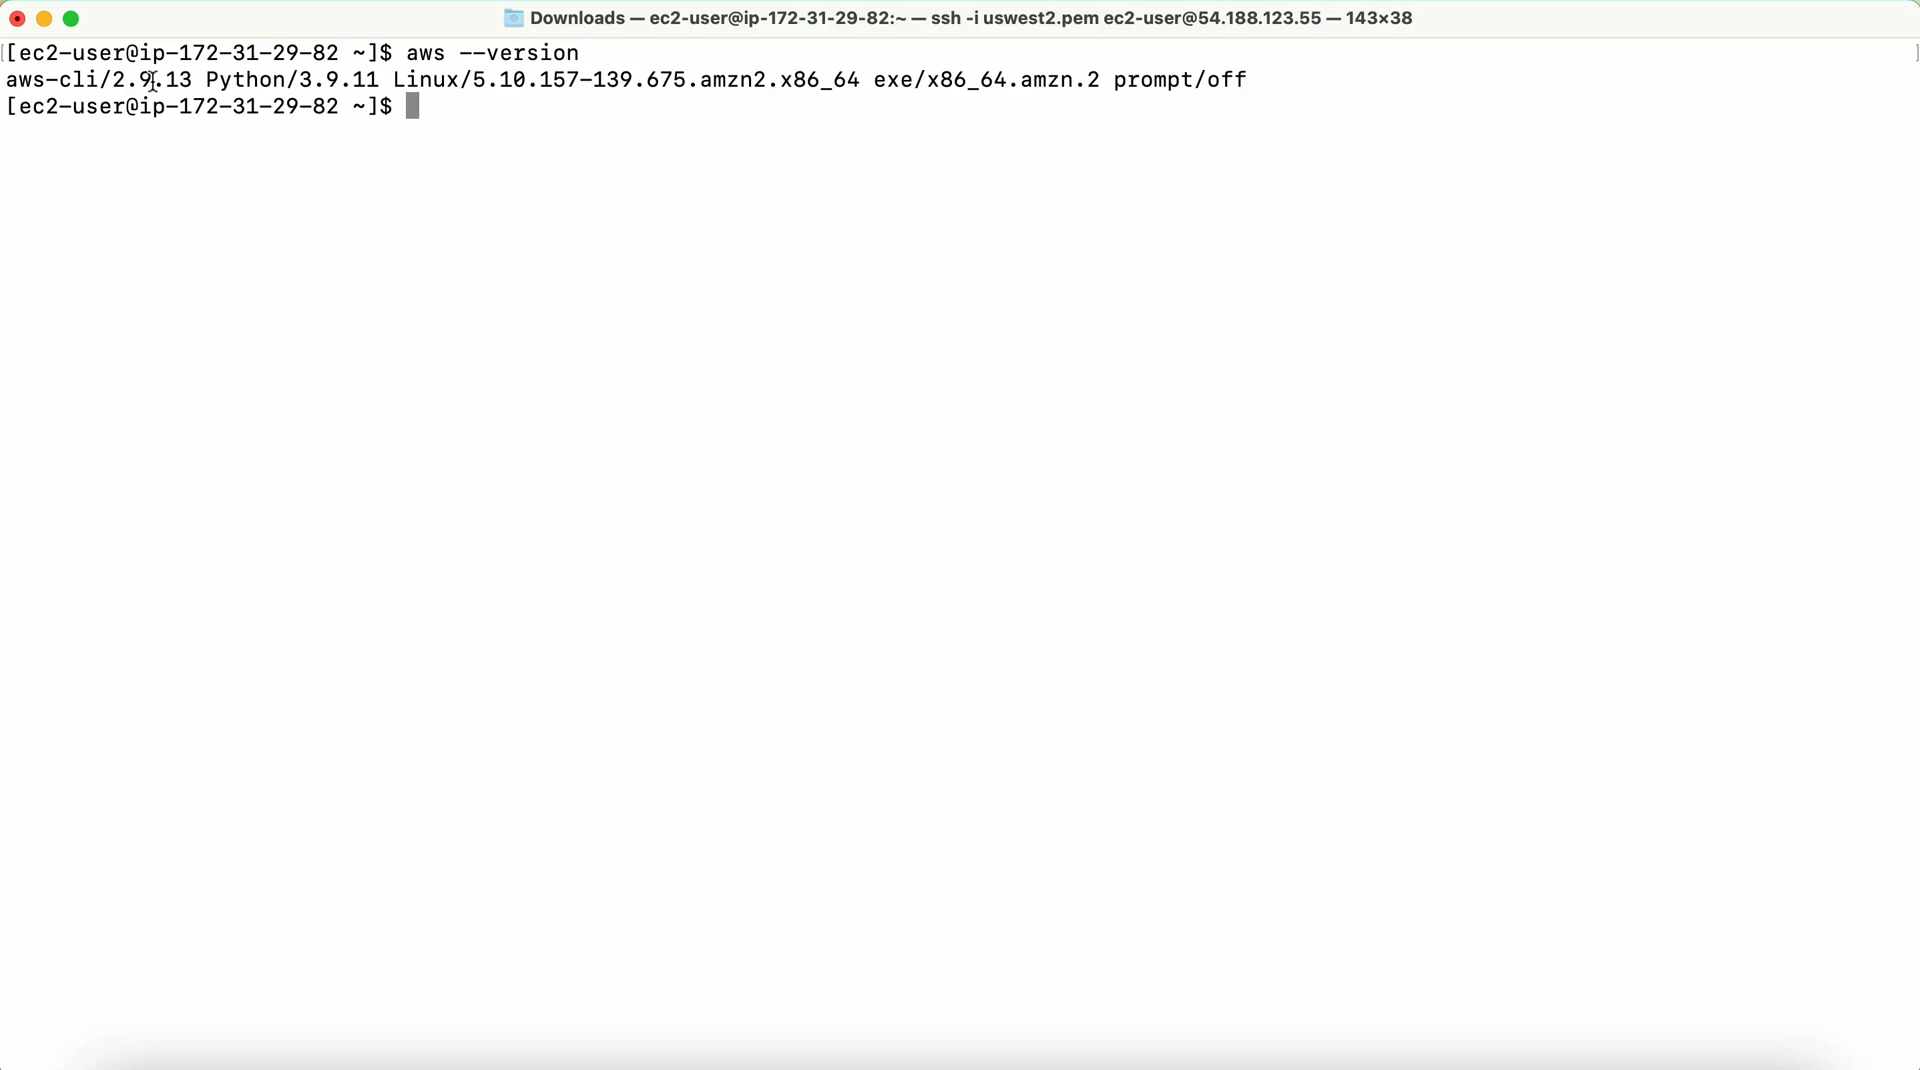 Downloads — ec2-user@ip-172-31-29-82:~ — ssh -i uswest2.pem ec2-user@54.188.123.55 — 143×38
[ec2-user@ip-172-31-29-82 ~]$ aws --version
aws-cli/2.9.13 Python/3.9.11 Linux/5.10.157-139.675.amzn2.x86_64 exe/x86_64.amzn.2 prompt/off
[ec2-user@ip-172-31-29-82 ~]$